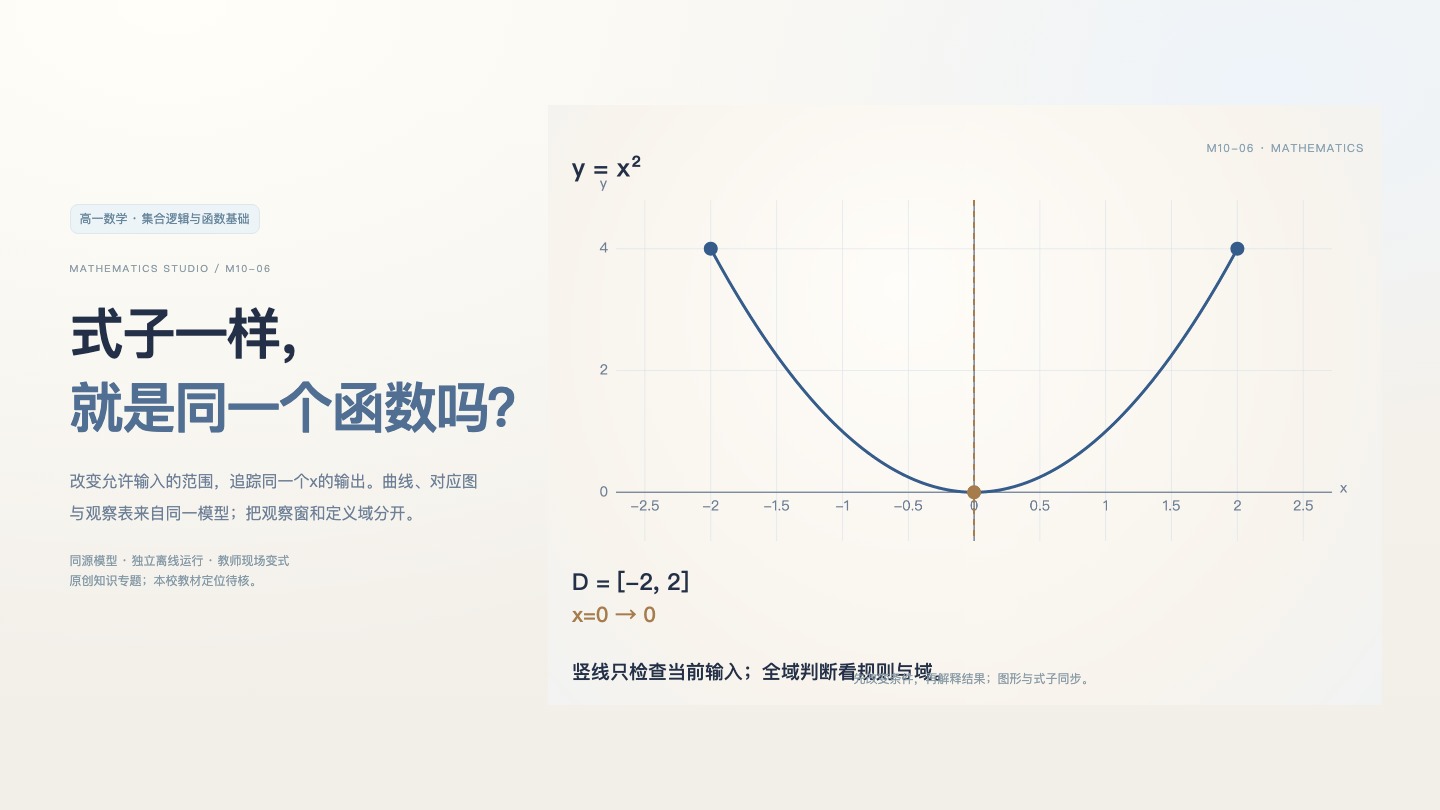 高一数学 · 集合逻辑与函数基础
MATHEMATICS STUDIO / M10-06
式子一样，
就是同一个函数吗？
改变允许输入的范围，追踪同一个x的输出。曲线、对应图
与观察表来自同一模型；把观察窗和定义域分开。
同源模型 · 独立离线运行 · 教师现场变式
原创知识专题；本校教材定位待核。
M10-06 · MATHEMATICS
y = x²
y
4
2
0
x
−2.5 −2 −1.5 −1 −0.5 0 0.5 1 1.5 2 2.5
D = [−2, 2]
x=0 → 0
竖线只检查当前输入；全域判断看规则与域。
先改变条件，再解释结果；图形与式子同步。